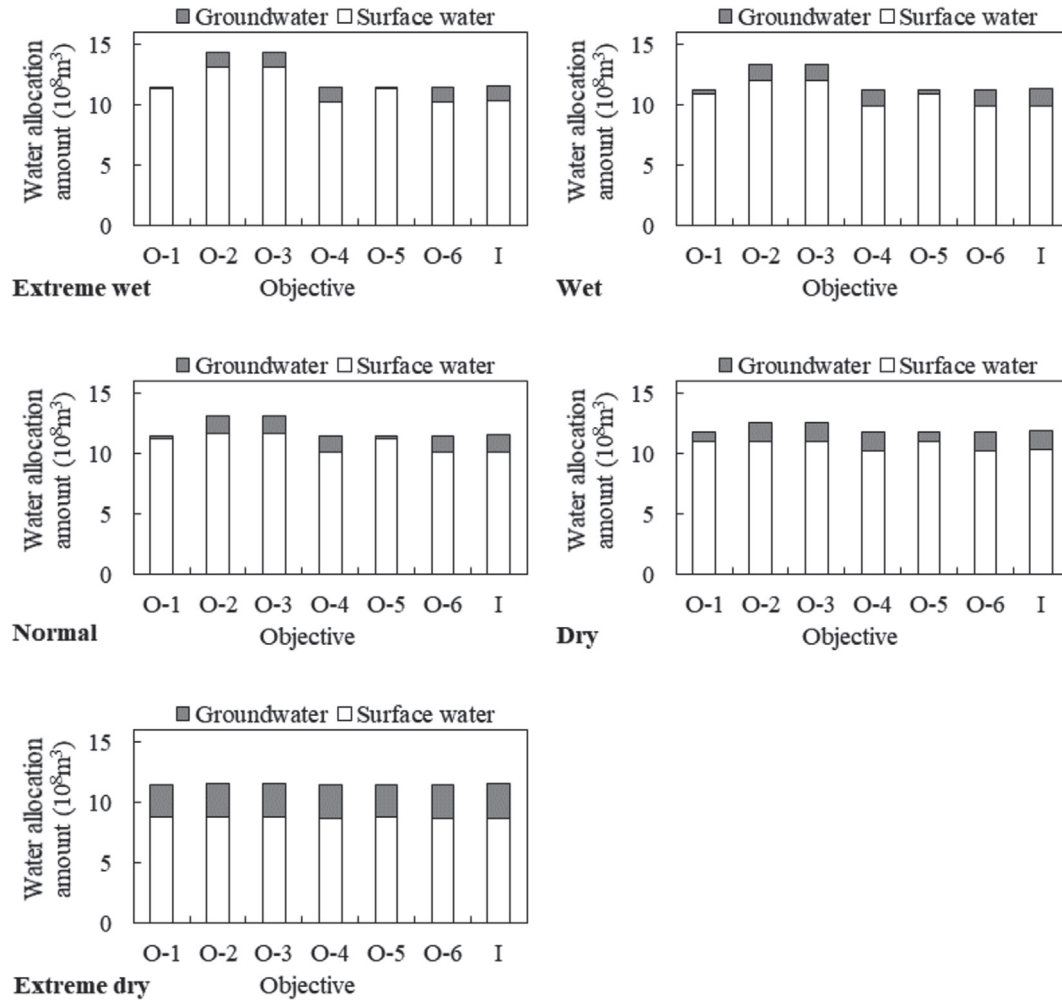 Groundwater Surface water
Water allocation
amount (10⁸m³)
15
10
5
0
O-1 O-2 O-3 O-4 O-5 O-6 I
Extreme wet Objective
Groundwater Surface water
Water allocation
amount (10⁸m³)
15
10
5
0
O-1 O-2 O-3 O-4 O-5 O-6 I
Wet Objective
Groundwater Surface water
Water allocation
amount (10⁸m³)
15
10
5
0
O-1 O-2 O-3 O-4 O-5 O-6 I
Normal Objective
Groundwater Surface water
Water allocation
amount (10⁸m³)
15
10
5
0
O-1 O-2 O-3 O-4 O-5 O-6 I
Dry Objective
Groundwater Surface water
Water allocation
amount (10⁸m³)
15
10
5
0
O-1 O-2 O-3 O-4 O-5 O-6 I
Extreme dry Objective